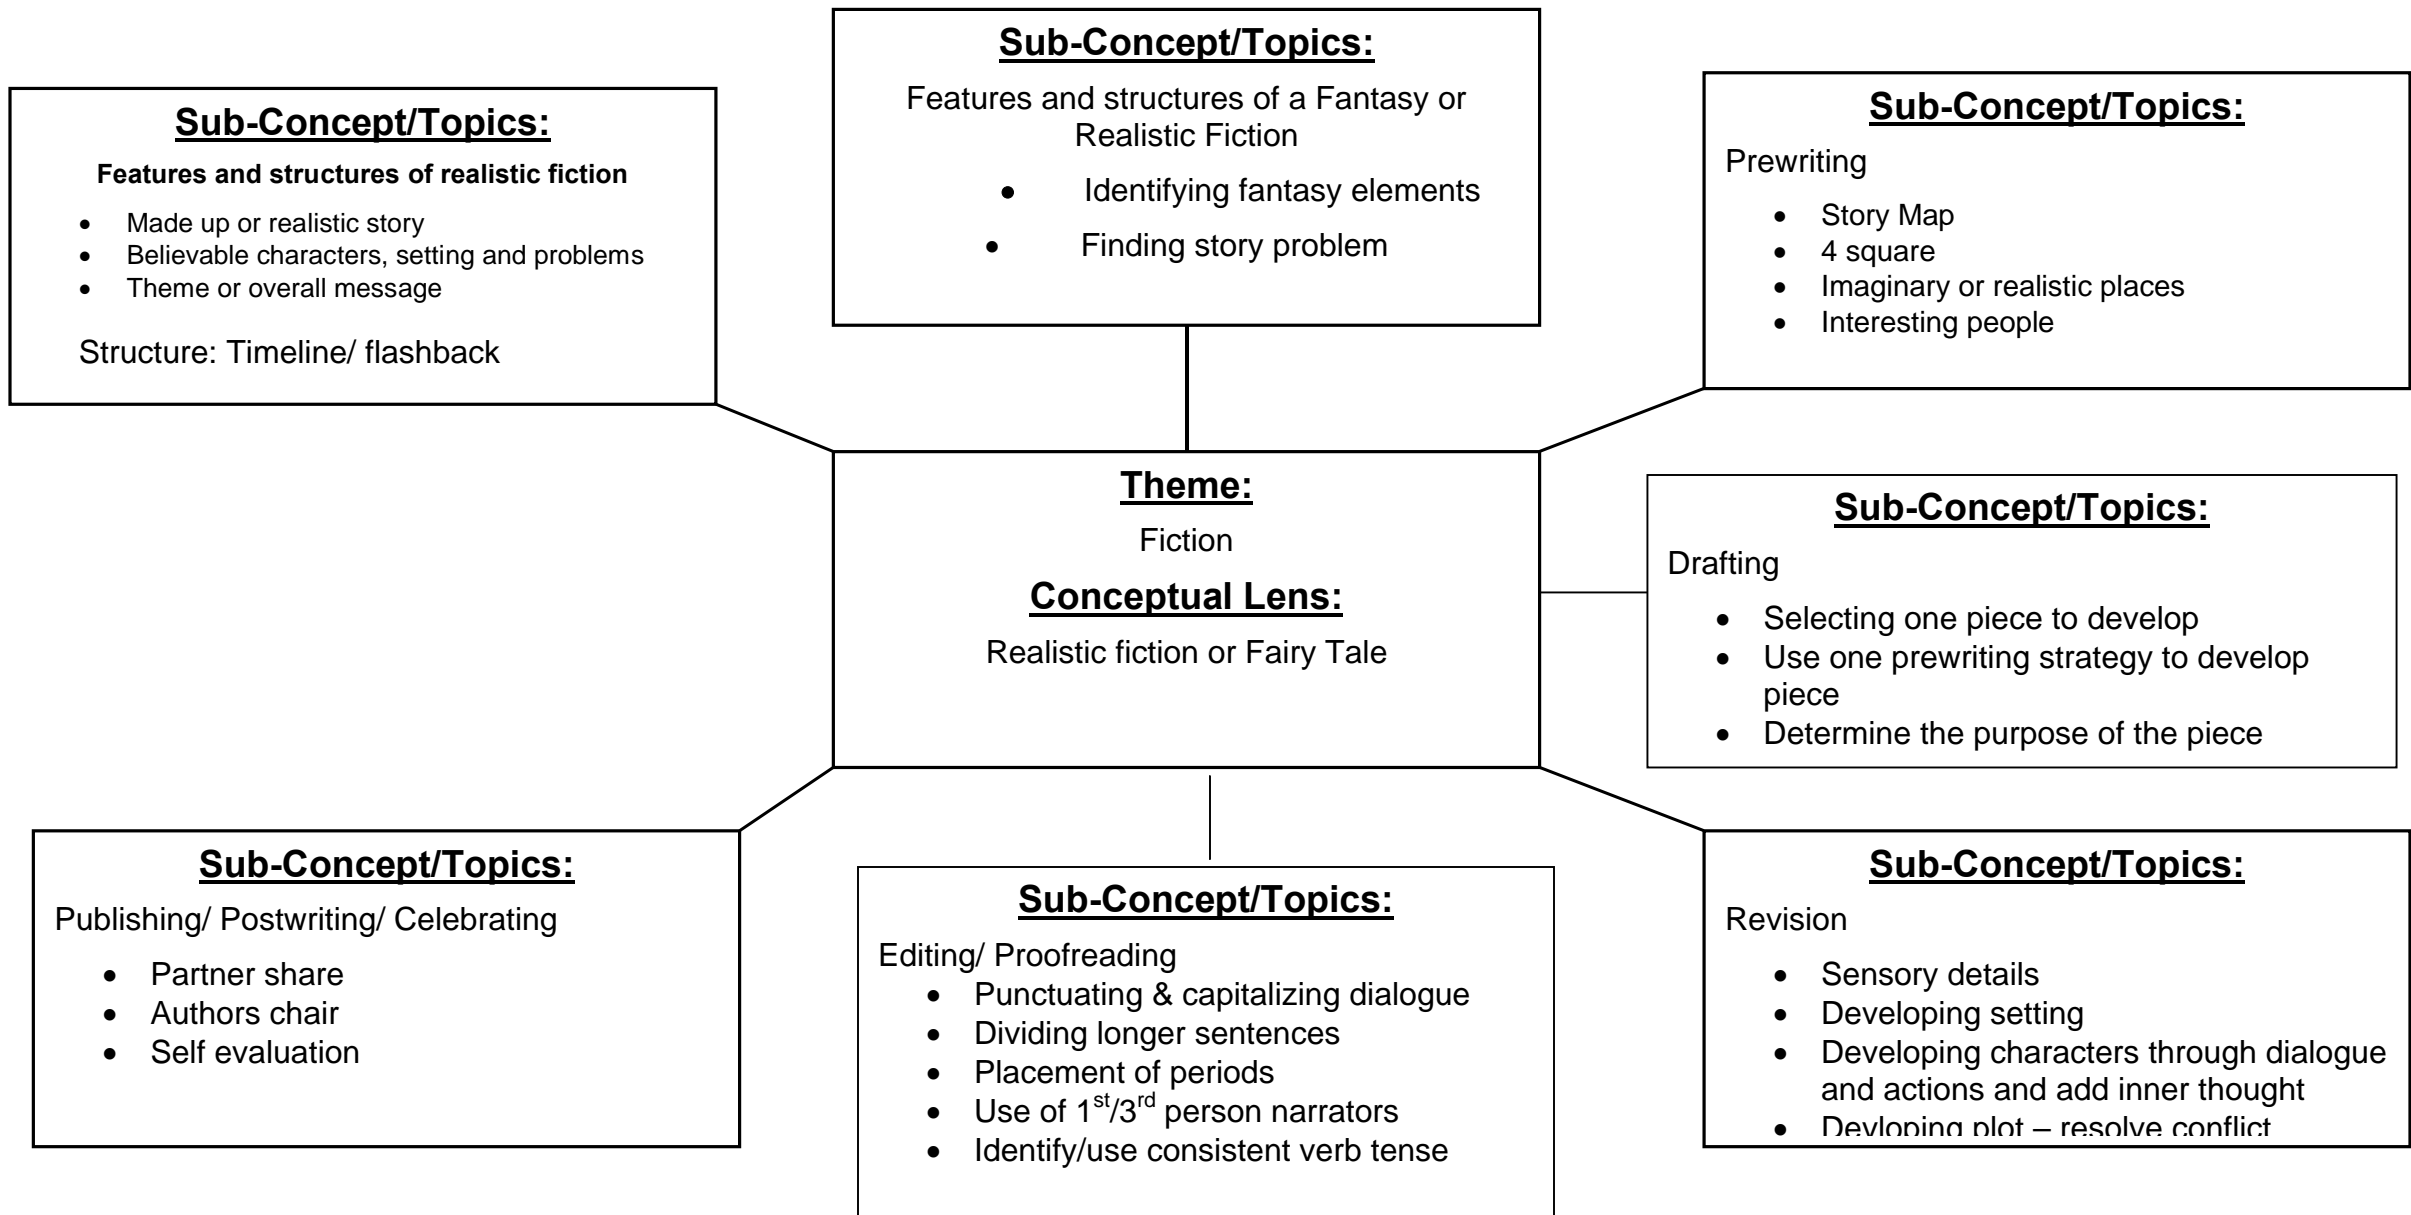 Sub-Concept/Topics:
Features and structures of realistic fiction
• Made up or realistic story
• Believable characters, setting and problems
• Theme or overall message
Structure: Timeline/ flashback
Sub-Concept/Topics:
Features and structures of a Fantasy or
Realistic Fiction
• Identifying fantasy elements
• Finding story problem
Sub-Concept/Topics:
Prewriting
• Story Map
• 4 square
• Imaginary or realistic places
• Interesting people
Theme:
Fiction
Conceptual Lens:
Realistic fiction or Fairy Tale
Sub-Concept/Topics:
Drafting
• Selecting one piece to develop
• Use one prewriting strategy to develop
piece
• Determine the purpose of the piece
Sub-Concept/Topics:
Publishing/ Postwriting/ Celebrating
• Partner share
• Authors chair
• Self evaluation
Sub-Concept/Topics:
Editing/ Proofreading
• Punctuating & capitalizing dialogue
• Dividing longer sentences
• Placement of periods
• Use of 1st/3rd person narrators
• Identify/use consistent verb tense
Sub-Concept/Topics:
Revision
• Sensory details
• Developing setting
• Developing characters through dialogue
and actions and add inner thought
• Devloping plot – resolve conflict